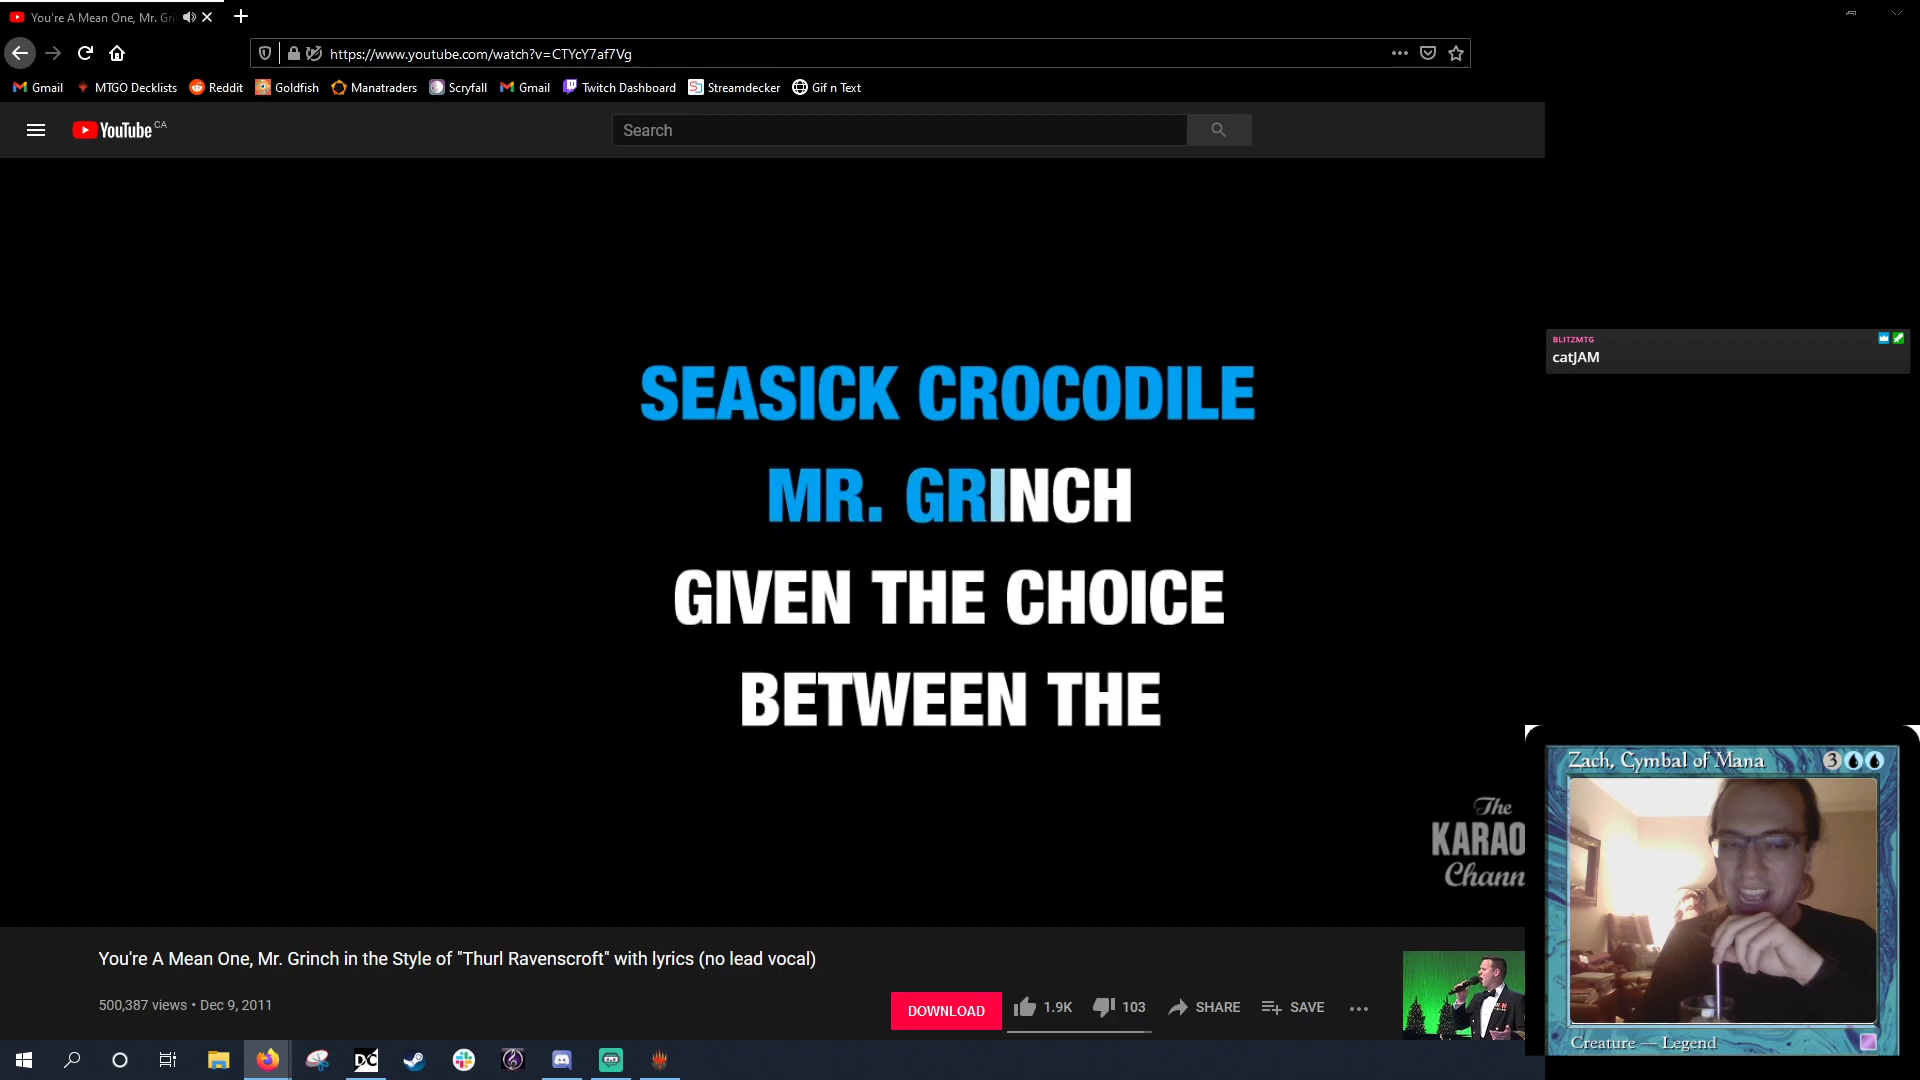 You're A Mean One, Mr. Gri
https://www.youtube.com/watch?v=CTYcY7af7Vg
Gmail MTGO Decklists Reddit Goldfish Manatraders Scryfall Gmail Twitch Dashboard Streamdecker Gif n Text
YouTube CA
Search
SEASICK CROCODILE
MR. GRINCH
GIVEN THE CHOICE
BETWEEN THE
BLITZMTG
catJAM
The
KARAO
Chann
Zach, Cymbal of Mana 3
Creature — Legend
You're A Mean One, Mr. Grinch in the Style of "Thurl Ravenscroft" with lyrics (no lead vocal)
500,387 views • Dec 9, 2011
DOWNLOAD 1.9K 103 SHARE SAVE
DC